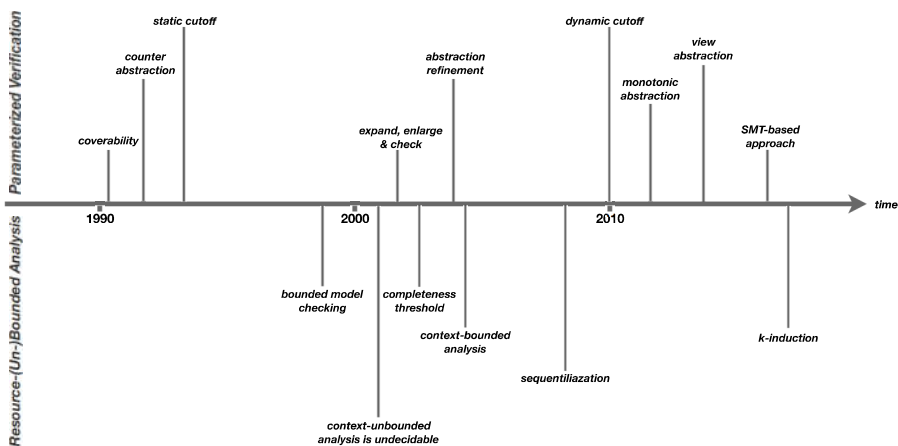 Parameterized Verification
static cutoff
dynamic cutoff
counter
abstraction
abstraction
refinement
view
abstraction
monotonic
abstraction
coverability
expand, enlarge
& check
SMT-based
approach
time
1990
2000
2010
Resource-(Un-)Bounded Analysis
bounded model
checking
completeness
threshold
context-bounded
analysis
k-induction
sequentiliazation
context-unbounded
analysis is undecidable